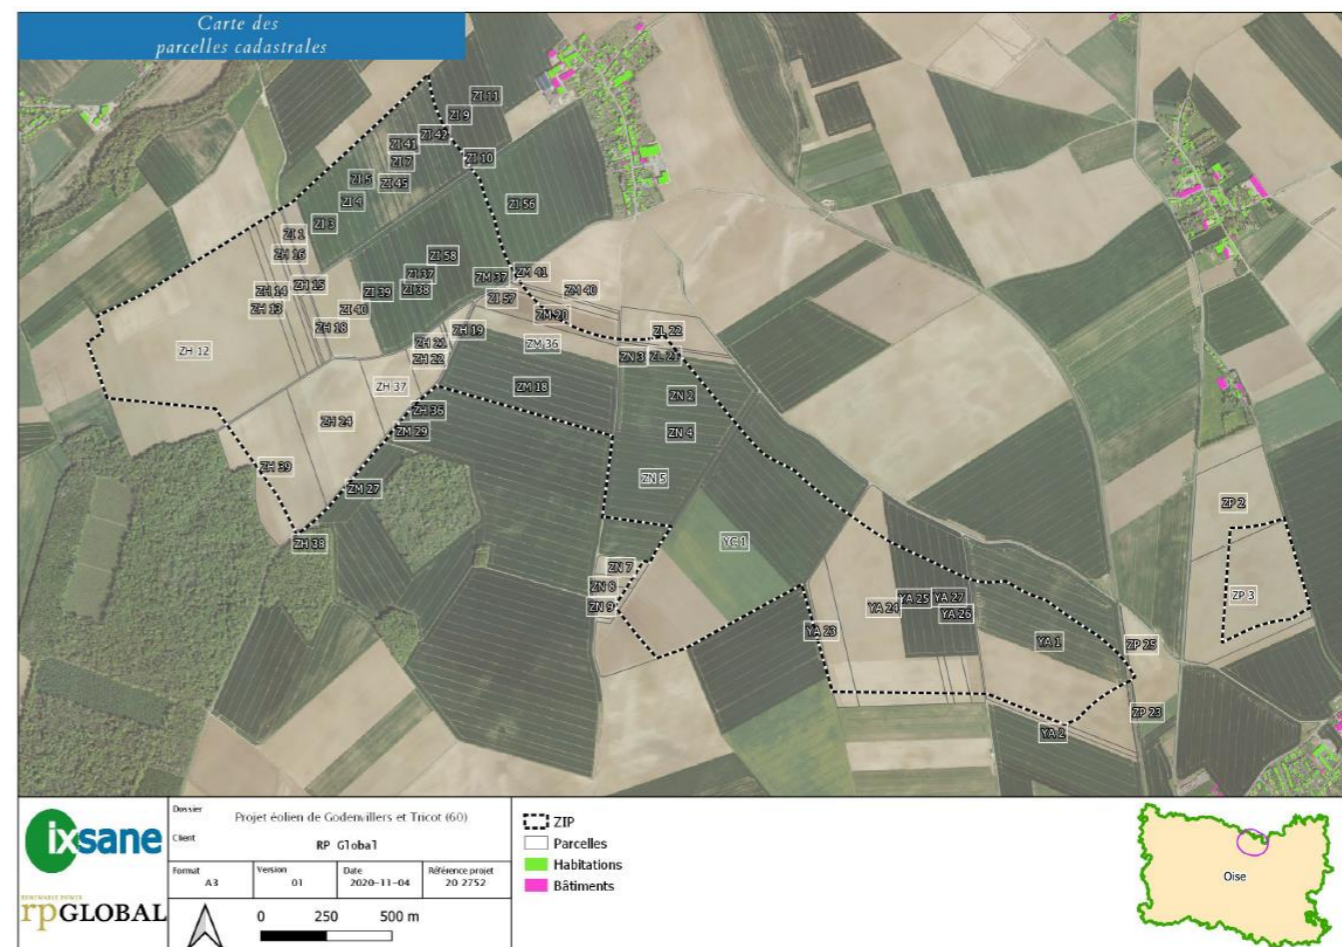 Carte des
parcelles cadastrales
ZI 11
ZI 9
ZI 42
ZI 41
ZI 10
ZI 7
ZI 5
ZI 45
ZI 4
ZI 56
ZI 3
ZI 1
ZH 16
ZI 58
ZI 37
ZM 37
ZM 41
ZH 15
ZH 14
ZI 39
ZI 38
ZM 40
ZI 57
ZH 13
ZI 40
ZM 20
ZH 18
ZH 19
ZL 22
ZH 21
ZM 36
ZH 12
ZH 22
ZN 3
ZL 21
ZH 37
ZM 18
ZN 2
ZH 36
ZH 24
ZM 29
ZN 4
ZH 39
ZN 5
ZM 27
ZP 2
ZH 38
YC 1
ZN 7
ZN 8
ZP 3
YA 25
YA 27
ZN 9
YA 24
YA 26
YA 23
YA 1
ZP 25
ZP 23
YA 2
ixsane
RENEWABLE POWER
rpGLOBAL
Dossier
Projet éolien de Godenvillers et Tricot (60)
Client
RP Global
Format
A3
Version
01
Date
2020-11-04
Référence projet
20 2752
0 250 500 m
ZIP
Parcelles
Habitations
Bâtiments
Oise